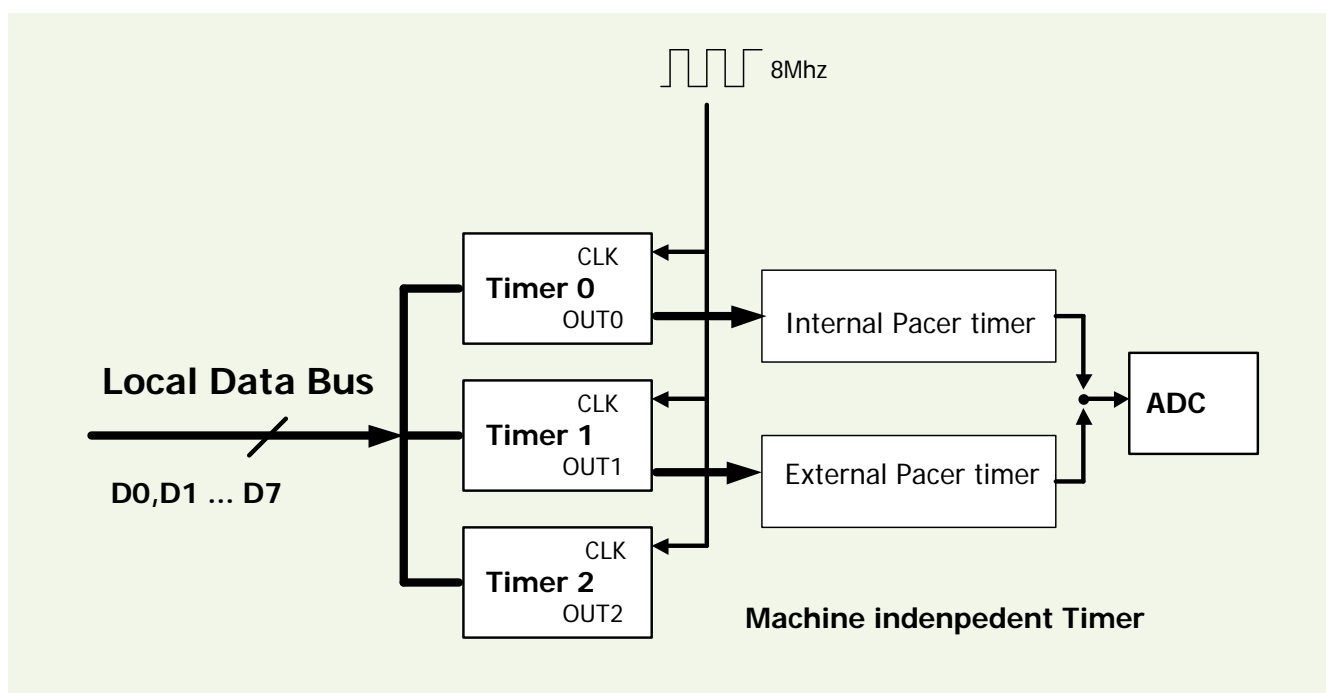 8Mhz
CLK
Timer 0
OUT0
Internal Pacer timer
Local Data Bus
D0,D1 ... D7
CLK
Timer 1
OUT1
External Pacer timer
ADC
CLK
Timer 2
OUT2
Machine indenpedent Timer